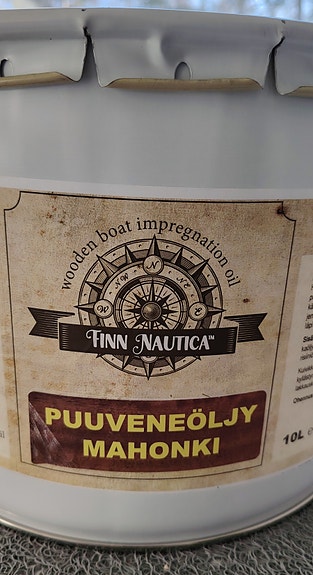 wooden boat impregnation oil
N
W
FINN NAUTICA™
PUUVENEÖLJY
MAHONKI
10L